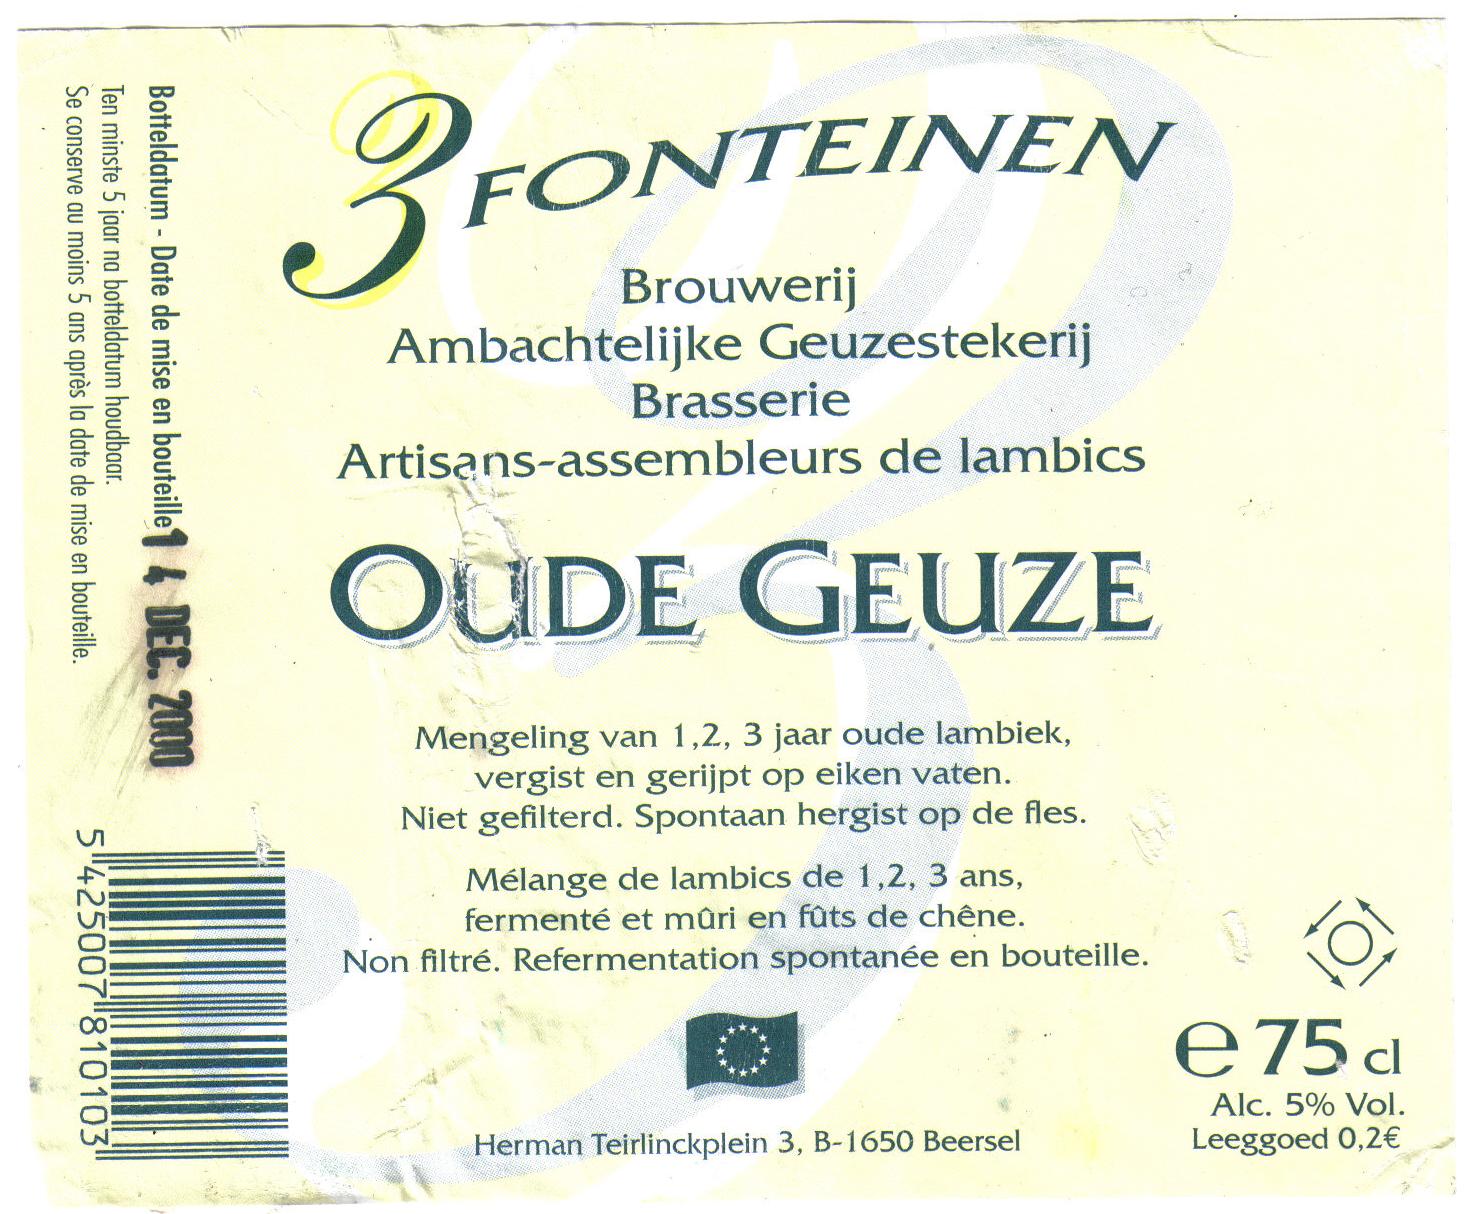 3 FONTEINEN
Brouwerij
Ambachtelijke Geuzestekerij
Brasserie
Artisans-assembleurs de lambics
OUDE GEUZE
Mengeling van 1,2, 3 jaar oude lambiek,
vergist en gerijpt op eiken vaten.
Niet gefilterd. Spontaan hergist op de fles.
Mélange de lambics de 1,2, 3 ans,
fermenté et mûri en fûts de chêne.
Non filtré. Refermentation spontanée en bouteille.
Herman Teirlinckplein 3, B-1650 Beersel
e 75 cl
Alc. 5% Vol.
Leeggoed 0,2€
Botteldatum - Date de mise en bouteille 14 DEC. 2000
Ten minste 5 jaar na botteldatum houdbaar.
Se conserve au moins 5 ans après la date de mise en bouteille.
5 425007 810103